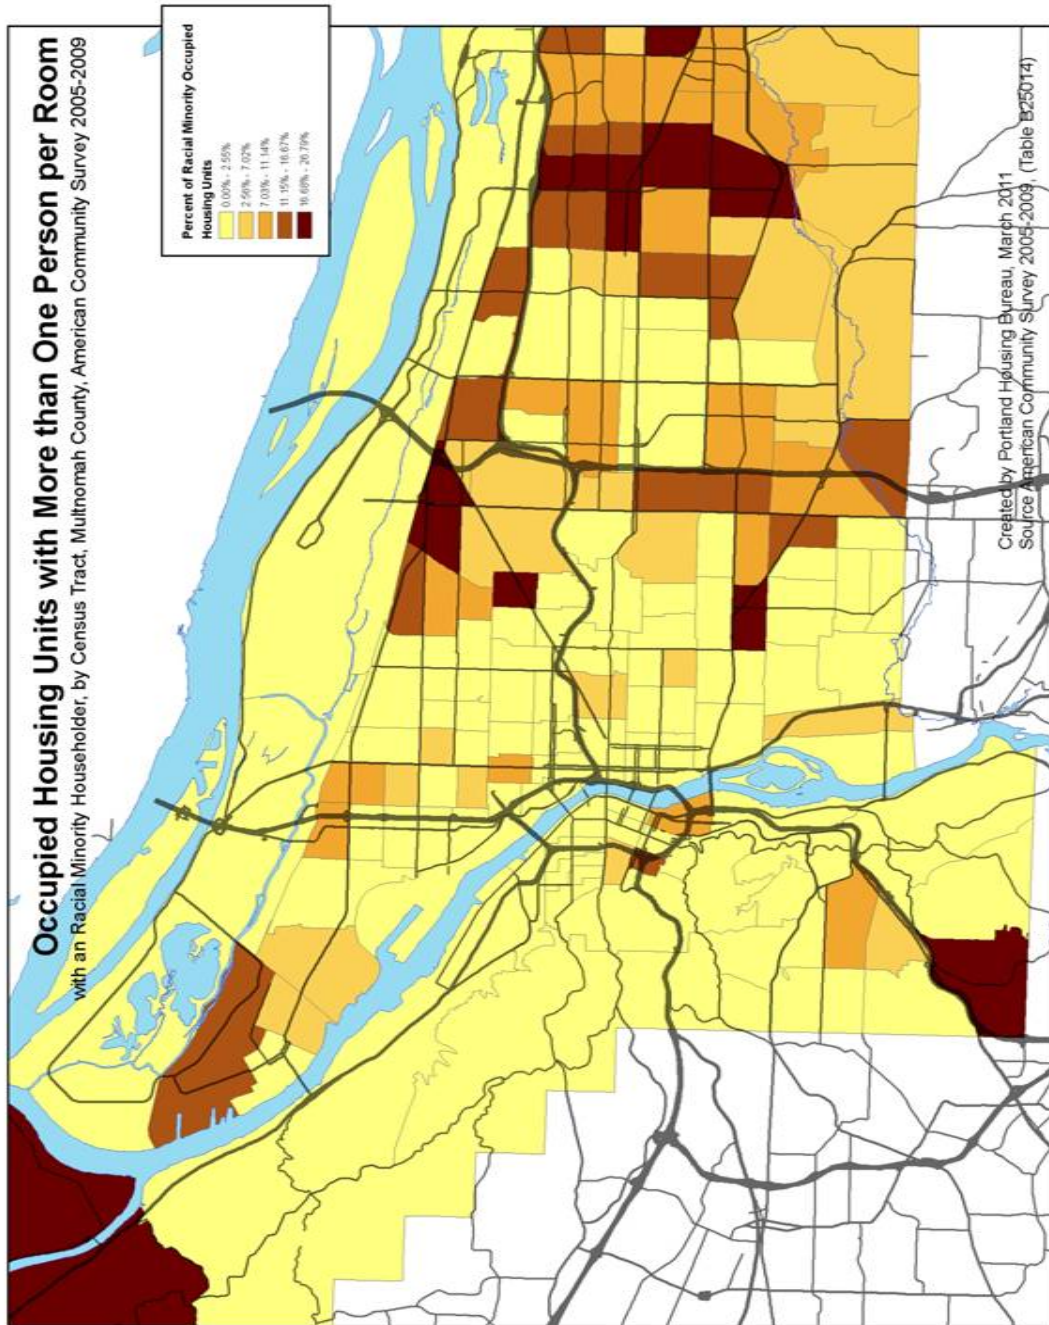 Occupied Housing Units with More than One Person per Room
with an Racial Minority Householder, by Census Tract, Multnomah County, American Community Survey 2005-2009
Percent of Racial Minority Occupied
Housing Units
0.00% - 2.55%
2.56% - 7.02%
7.03% - 11.14%
11.15% - 16.67%
16.68% - 26.79%
Created by Portland Housing Bureau, March 2011
Source American Community Survey 2005-2009, (Table B25014)